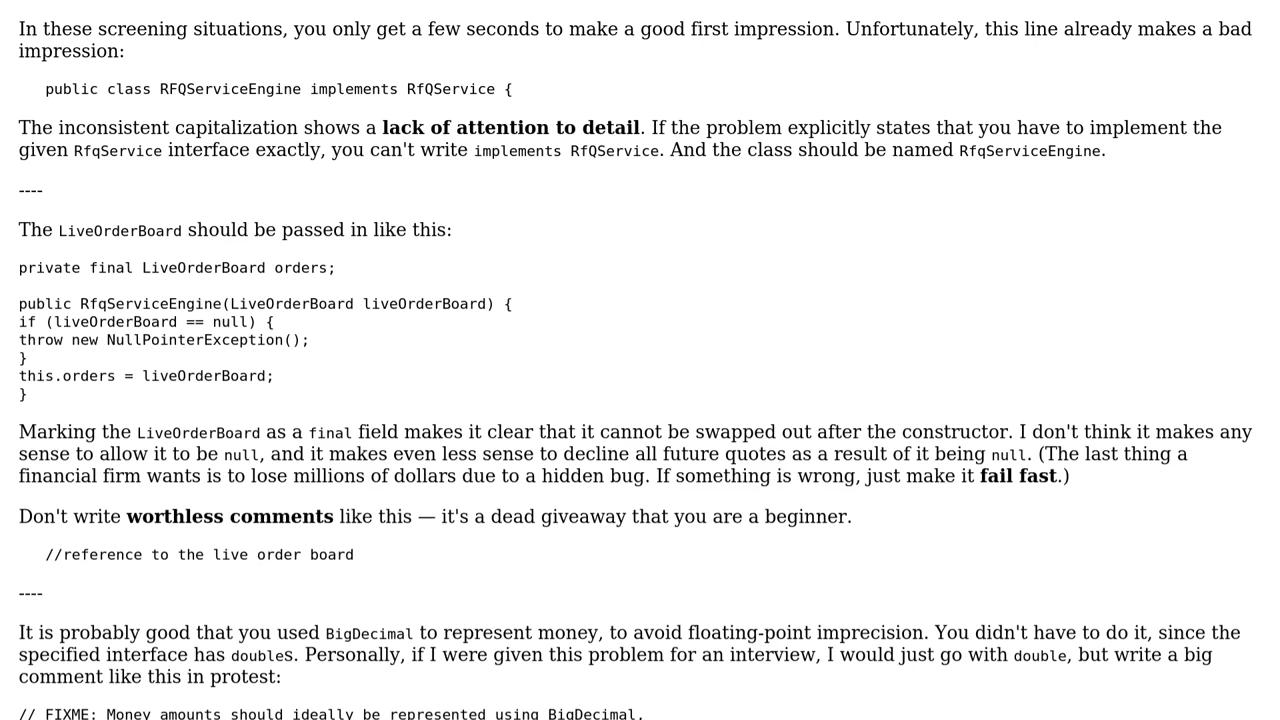 In these screening situations, you only get a few seconds to make a good first impression. Unfortunately, this line already makes a bad
impression:
public class RFQServiceEngine implements RfQService {
The inconsistent capitalization shows a lack of attention to detail. If the problem explicitly states that you have to implement the
given RfqService interface exactly, you can't write implements RfQService. And the class should be named RfqServiceEngine.
----
The LiveOrderBoard should be passed in like this:
private final LiveOrderBoard orders;
public RfqServiceEngine(LiveOrderBoard liveOrderBoard) {
if (liveOrderBoard == null) {
throw new NullPointerException();
}
this.orders = liveOrderBoard;
}
Marking the LiveOrderBoard as a final field makes it clear that it cannot be swapped out after the constructor. I don't think it makes any
sense to allow it to be null, and it makes even less sense to decline all future quotes as a result of it being null. (The last thing a
financial firm wants is to lose millions of dollars due to a hidden bug. If something is wrong, just make it fail fast.)
Don't write worthless comments like this — it's a dead giveaway that you are a beginner.
//reference to the live order board
----
It is probably good that you used BigDecimal to represent money, to avoid floating-point imprecision. You didn't have to do it, since the
specified interface has doubles. Personally, if I were given this problem for an interview, I would just go with double, but write a big
comment like this in protest:
// FIXME: Money amounts should ideally be represented using BigDecimal,